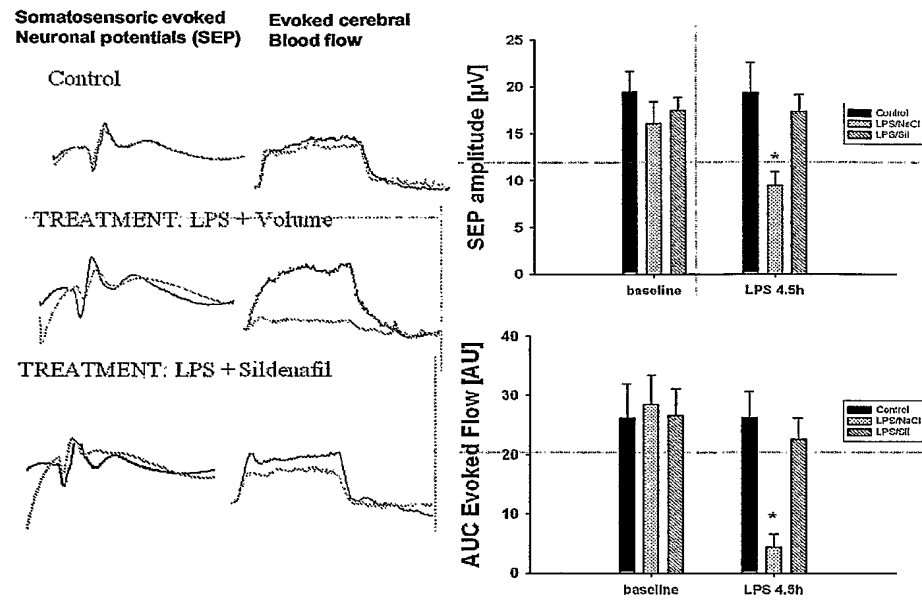 Somatosensoric evoked
Neuronal potentials (SEP)
Evoked cerebral
Blood flow
Control
TREATMENT: LPS + Volume
TREATMENT: LPS + Sildenafil
SEP amplitude [µV]
25
20
15
10
5
0
*
baseline
LPS 4.5h
Control
LPS/NaCl
LPS/Sil
AUC Evoked Flow [AU]
40
30
20
10
0
*
baseline
LPS 4.5h
Control
LPS/NaCl
LPS/Sil